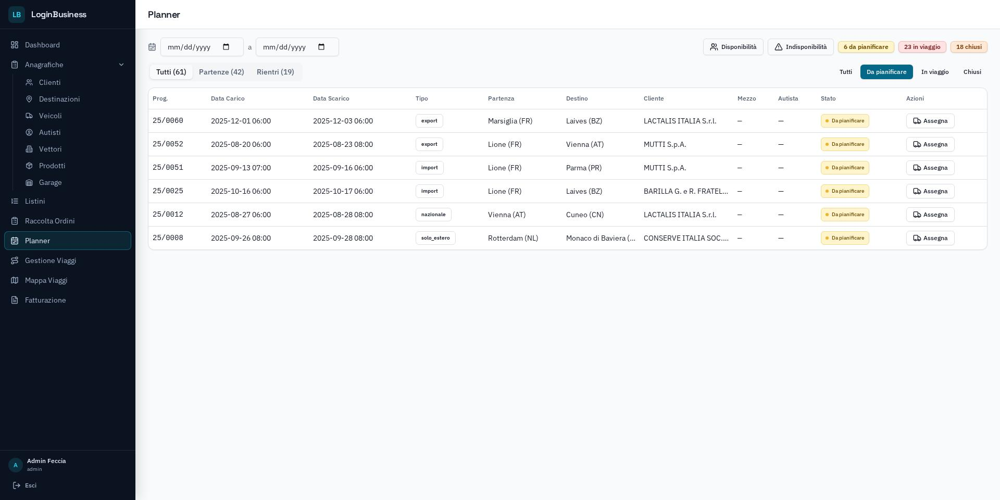 LB LoginBusiness
Dashboard
Anagrafiche
Clienti
Destinazioni
Veicoli
Autisti
Vettori
Prodotti
Garage
Listini
Raccolta Ordini
Planner
Gestione Viaggi
Mappa Viaggi
Fatturazione
A Admin Feccia
admin
Esci
Planner
mm/dd/yyyy a mm/dd/yyyy Disponibilità Indisponibilità 6 da pianificare 23 in viaggio 18 chiusi
Tutti (61) Partenze (42) Rientri (19) Tutti Da pianificare In viaggio Chiusi
Prog. Data Carico Data Scarico Tipo Partenza Destino Cliente Mezzo Autista Stato Azioni
25/0060 2025-12-01 06:00 2025-12-03 06:00 export Marsiglia (FR) Laives (BZ) LACTALIS ITALIA S.r.l. — — Da pianificare Assegna
25/0052 2025-08-20 06:00 2025-08-23 08:00 export Lione (FR) Vienna (AT) MUTTI S.p.A. — — Da pianificare Assegna
25/0051 2025-09-13 07:00 2025-09-16 06:00 import Lione (FR) Parma (PR) MUTTI S.p.A. — — Da pianificare Assegna
25/0025 2025-10-16 06:00 2025-10-17 06:00 import Lione (FR) Laives (BZ) BARILLA G. e R. FRATEL... — — Da pianificare Assegna
25/0012 2025-08-27 06:00 2025-08-28 08:00 nazionale Vienna (AT) Cuneo (CN) LACTALIS ITALIA S.r.l. — — Da pianificare Assegna
25/0008 2025-09-26 08:00 2025-09-28 08:00 solo_estero Rotterdam (NL) Monaco di Baviera (... CONSERVE ITALIA SOC.... — — Da pianificare Assegna